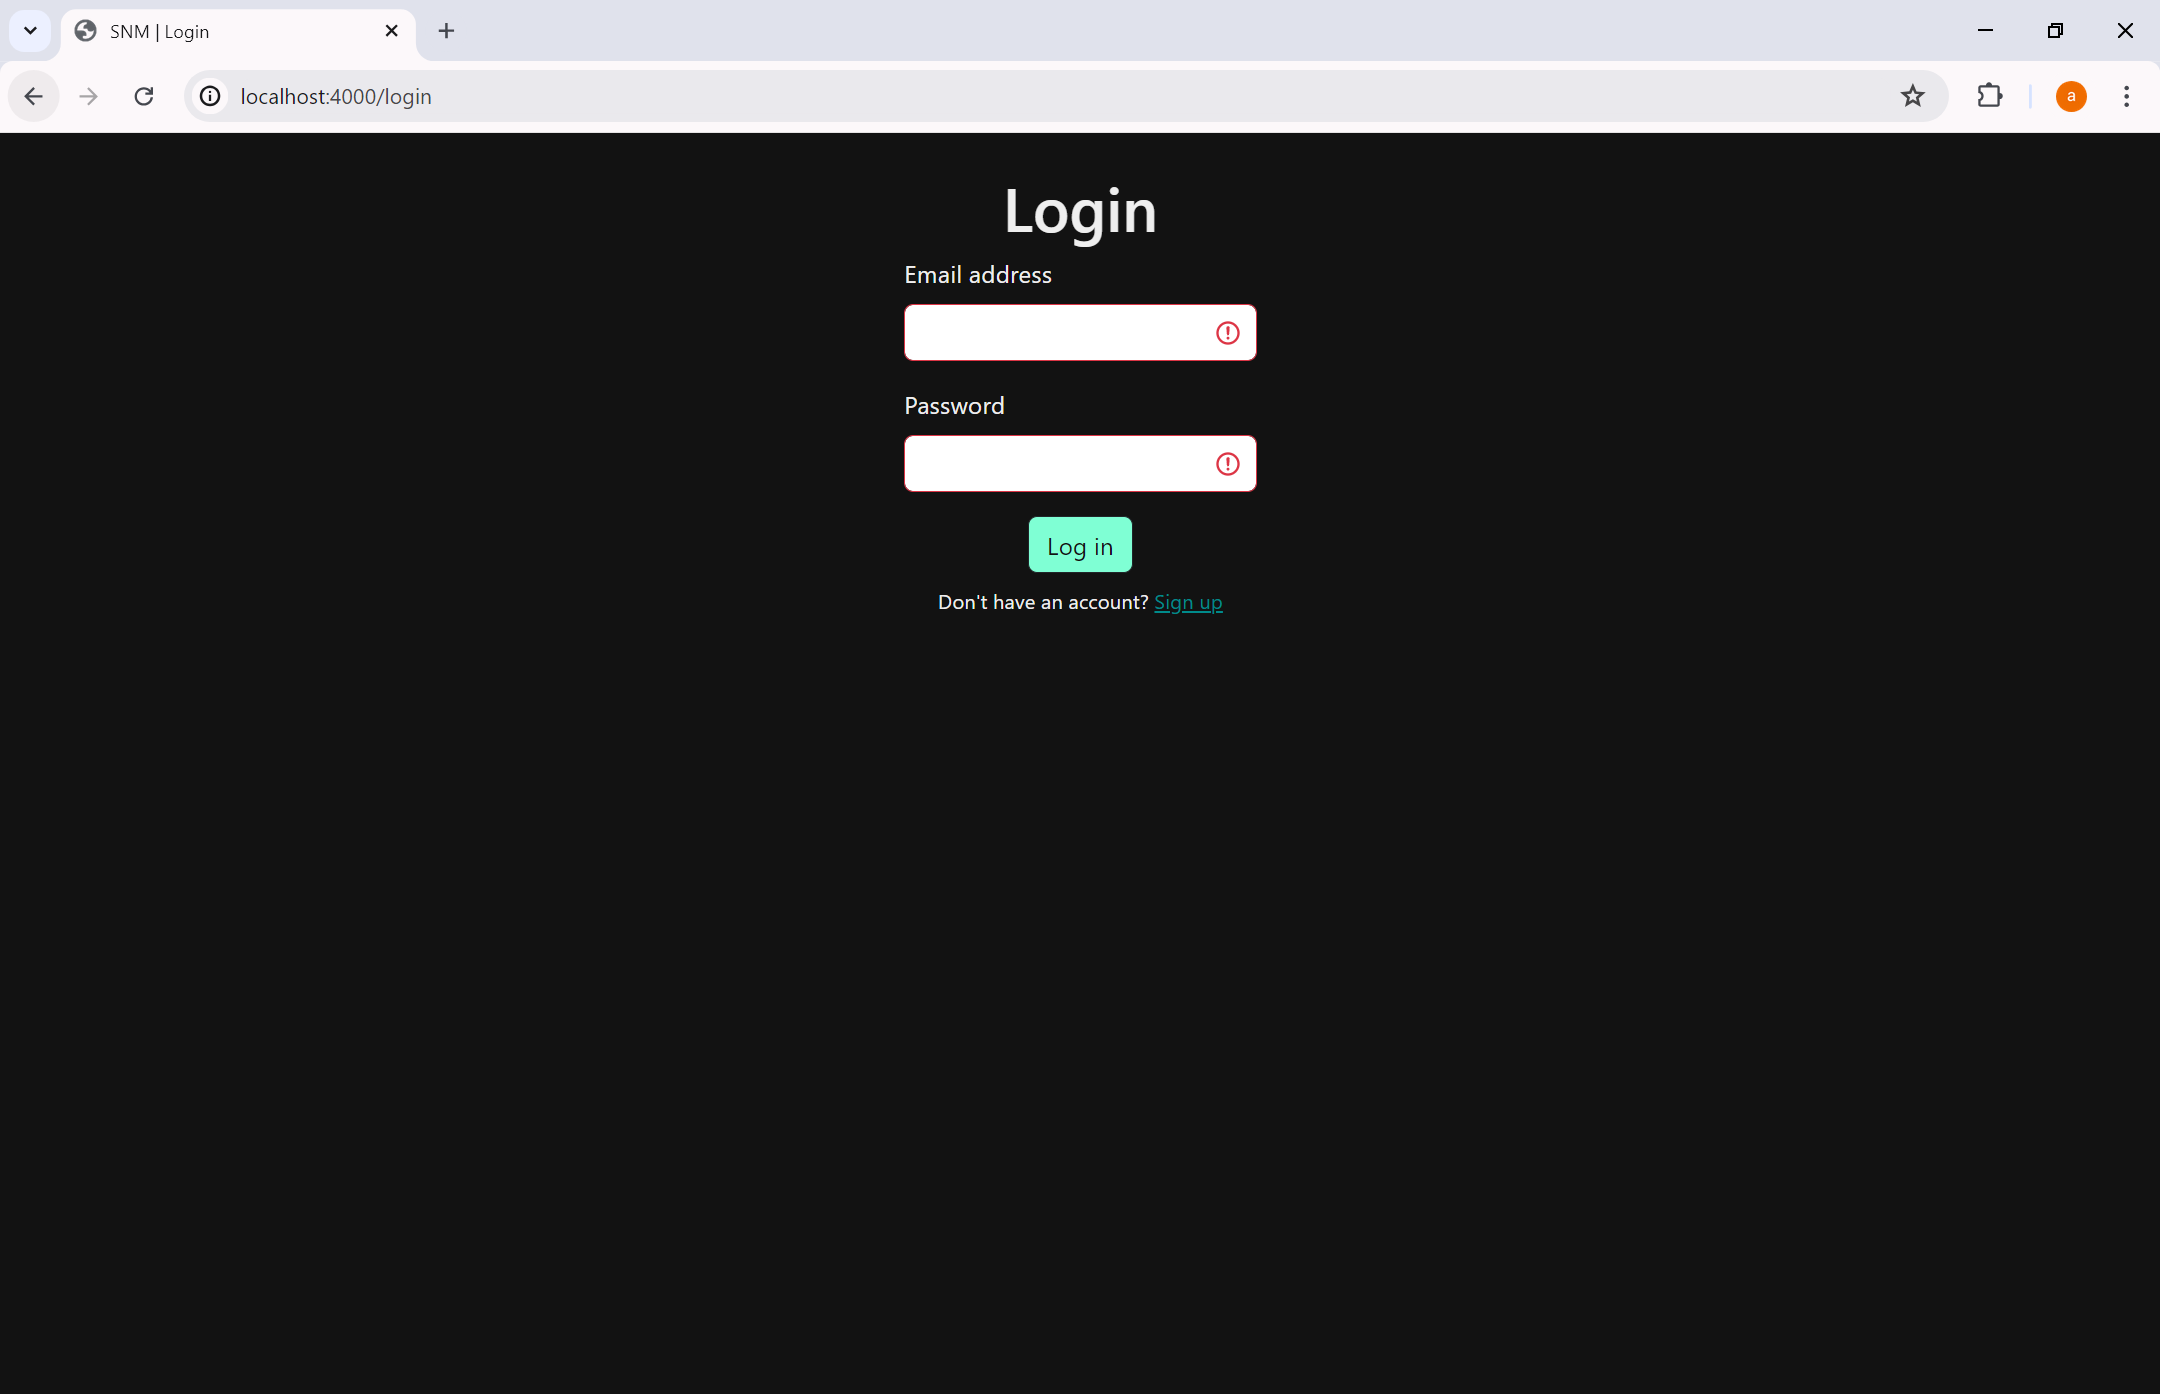 SNM | Login
localhost:4000/login
a
Login
Email address
Password
Log in
Don't have an account? Sign up